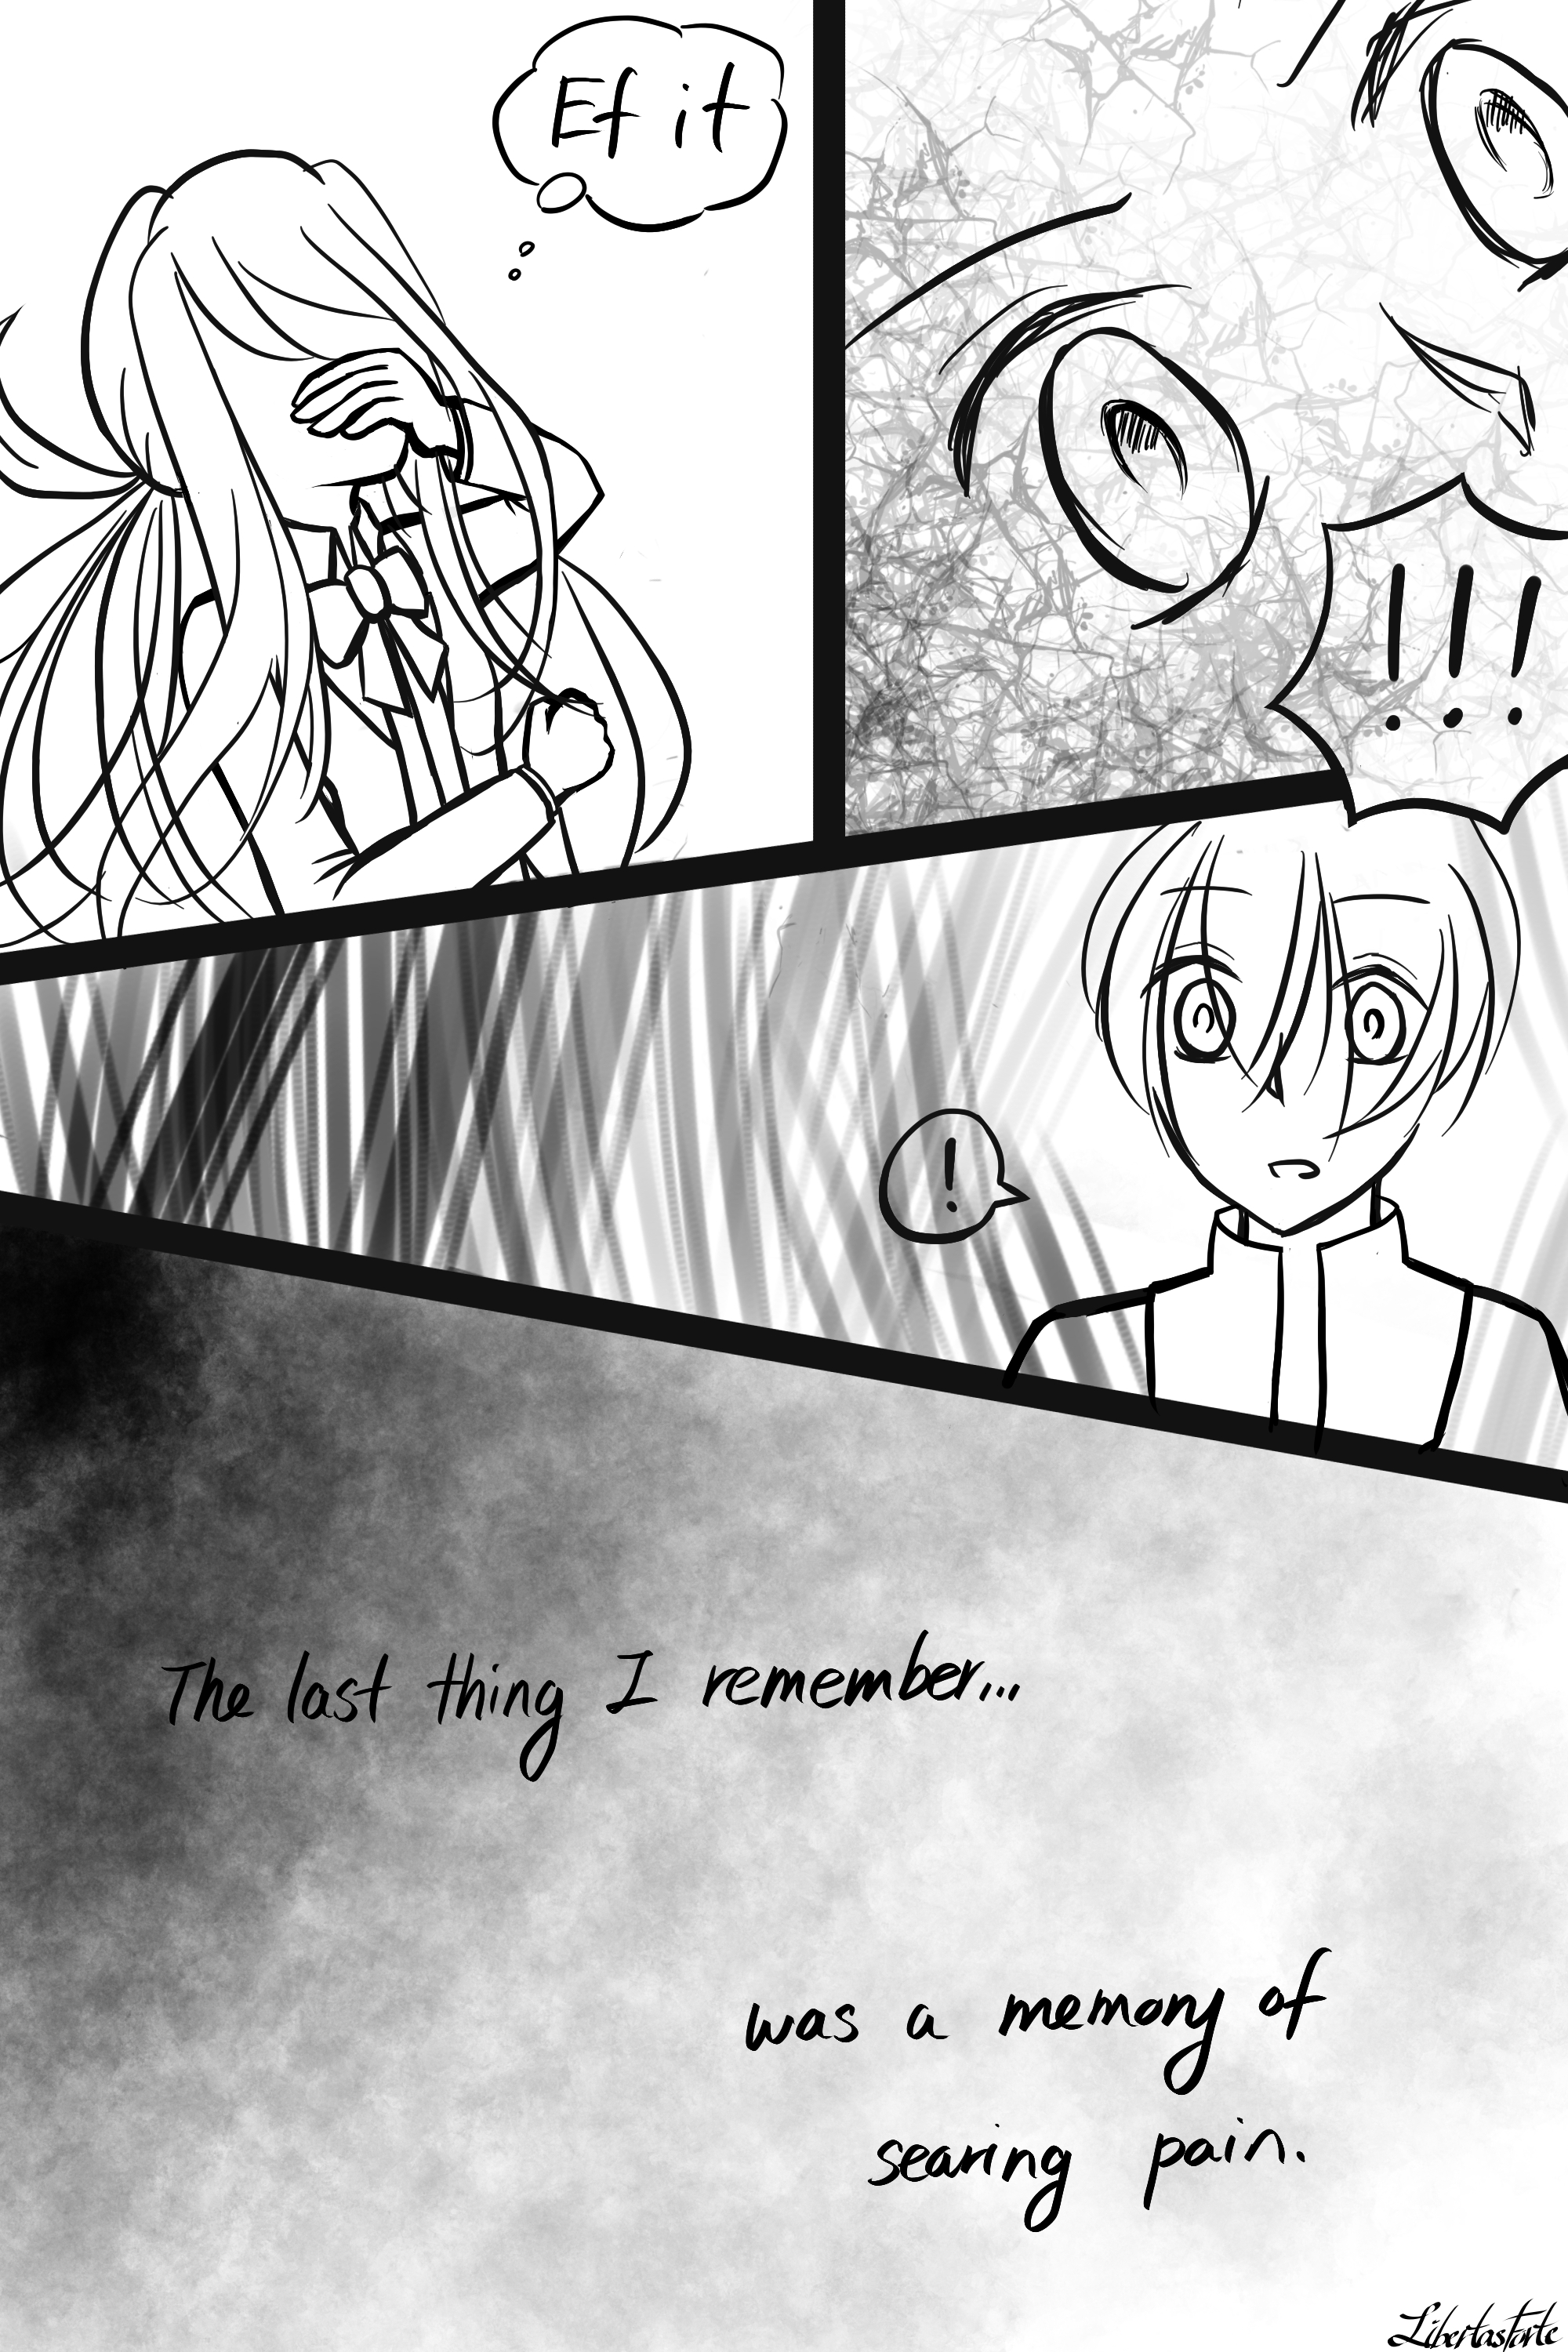 Ef it
!!!
!
The last thing I remember...
was a memory of
searing pain.
LibertasForte